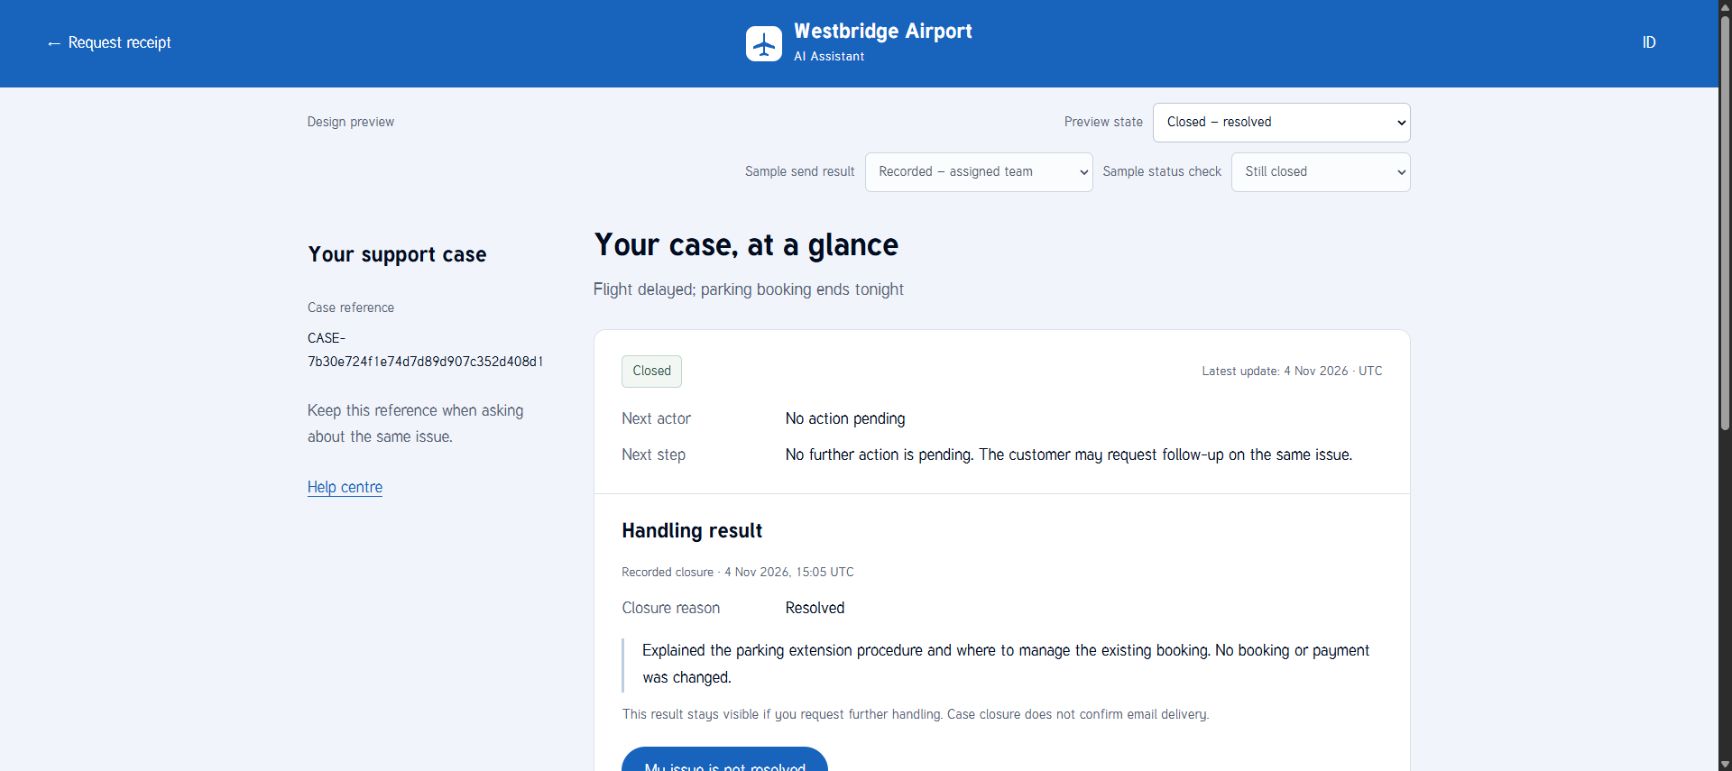 ← Request receipt
Westbridge Airport
AI Assistant
ID
Design preview
Preview state
Closed – resolved
Sample send result
Recorded – assigned team
Sample status check
Still closed
Your support case
Case reference
CASE-
7b30e724f1e74d7d89d907c352d408d1
Keep this reference when asking
about the same issue.
Help centre
Your case, at a glance
Flight delayed; parking booking ends tonight
Closed
Latest update: 4 Nov 2026 · UTC
Next actor
No action pending
Next step
No further action is pending. The customer may request follow-up on the same issue.
Handling result
Recorded closure · 4 Nov 2026, 15:05 UTC
Closure reason
Resolved
Explained the parking extension procedure and where to manage the existing booking. No booking or payment
was changed.
This result stays visible if you request further handling. Case closure does not confirm email delivery.
My issue is not resolved